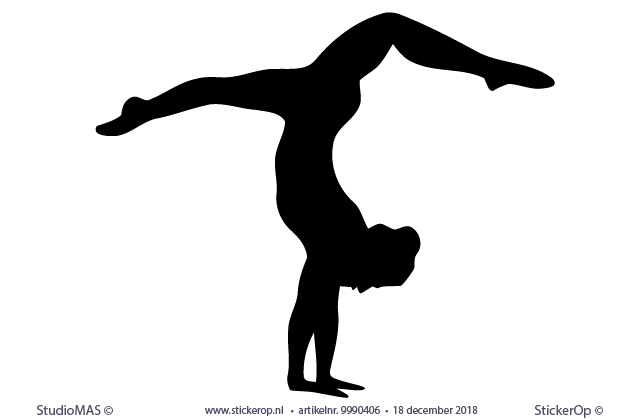 StudioMAS © www.stickerop.nl • artikelnr. 9990406 • 18 december 2018 StickerOp ©